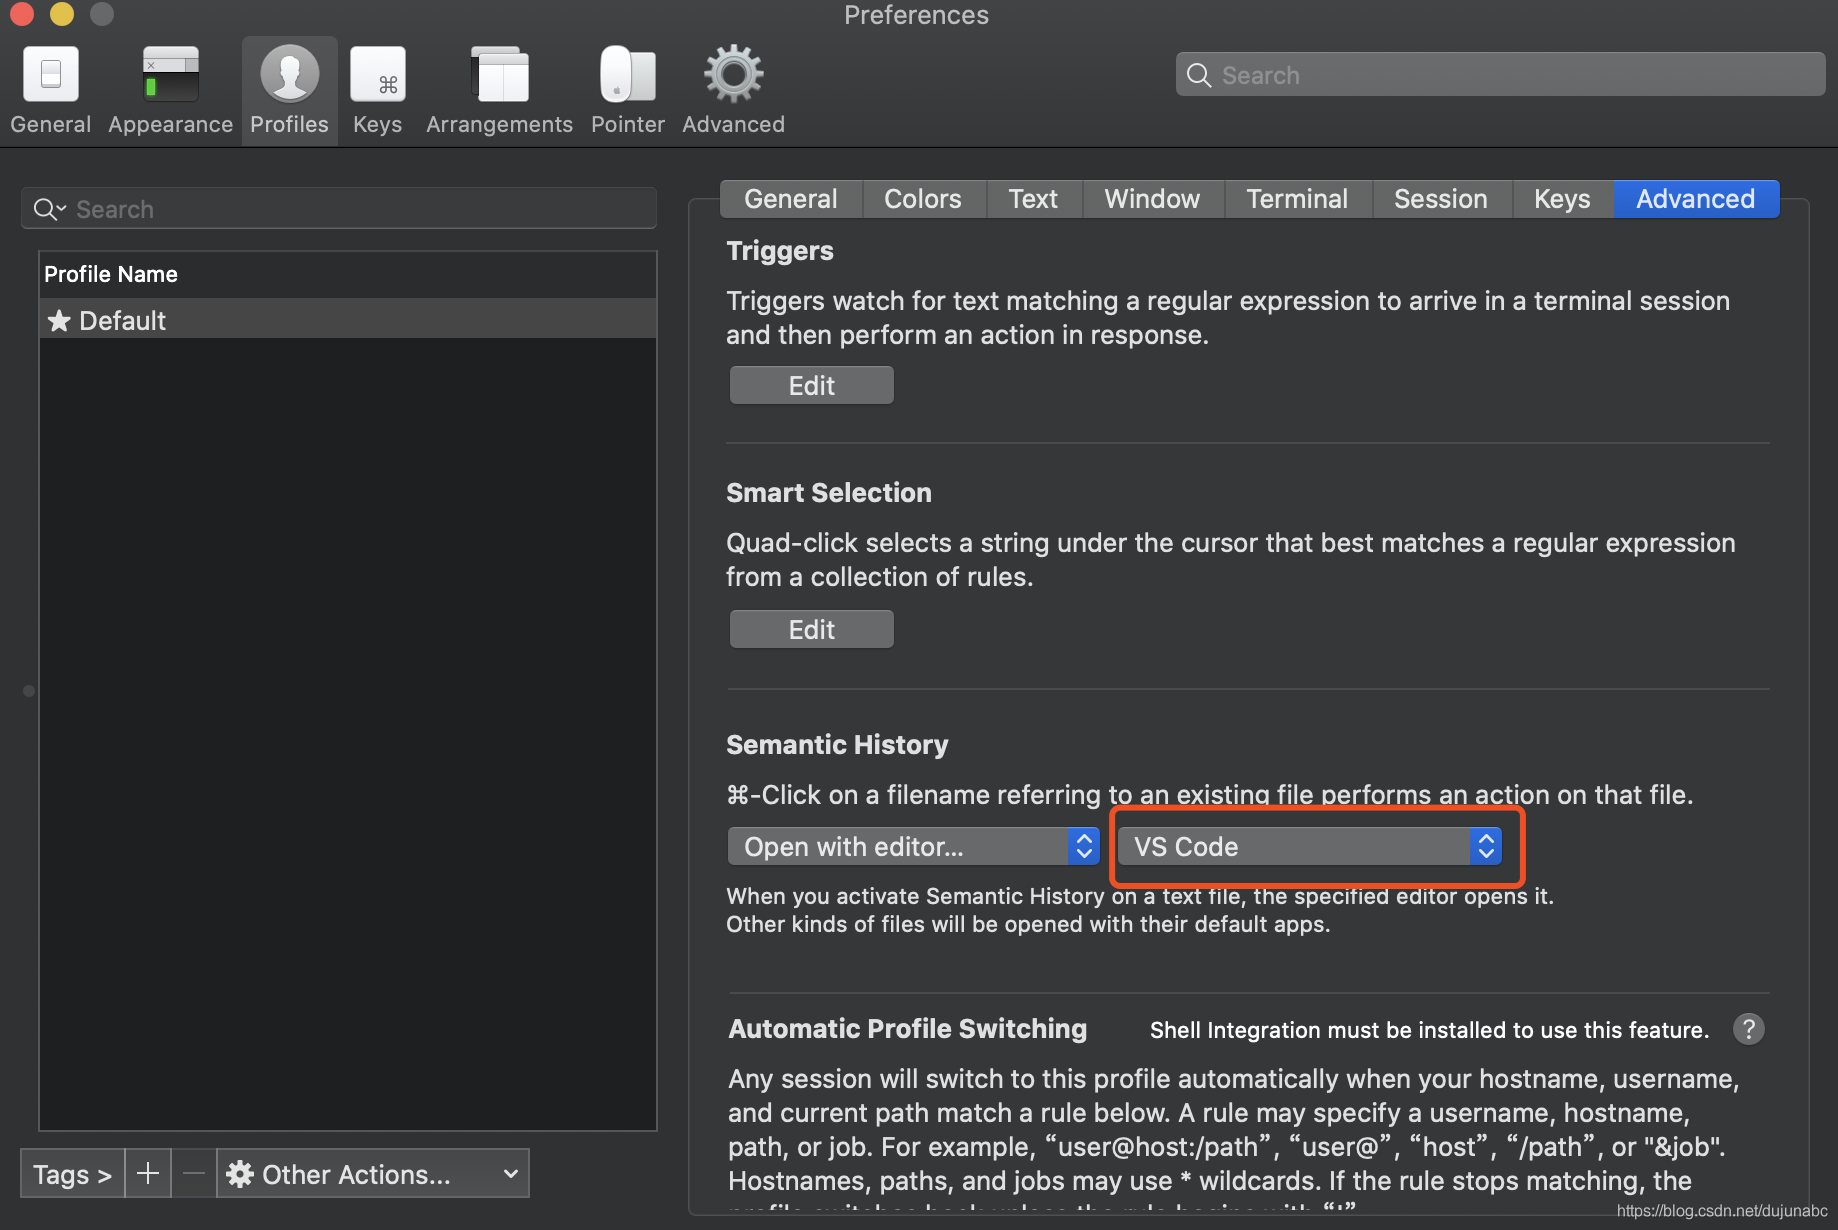 Preferences
General
Appearance
Profiles
Keys
Arrangements
Pointer
Advanced
Search
Search
Profile Name
Default
Tags >
Other Actions...
General
Colors
Text
Window
Terminal
Session
Keys
Advanced
Triggers
Triggers watch for text matching a regular expression to arrive in a terminal session
and then perform an action in response.
Edit
Smart Selection
Quad-click selects a string under the cursor that best matches a regular expression
from a collection of rules.
Edit
Semantic History
⌘-Click on a filename referring to an existing file performs an action on that file.
Open with editor...
VS Code
When you activate Semantic History on a text file, the specified editor opens it.
Other kinds of files will be opened with their default apps.
Automatic Profile Switching
Shell Integration must be installed to use this feature.
?
Any session will switch to this profile automatically when your hostname, username,
and current path match a rule below. A rule may specify a username, hostname,
path, or job. For example, “user@host:/path”, “user@”, “host”, “/path”, or "&job".
Hostnames, paths, and jobs may use * wildcards. If the rule stops matching, the
profile switches back unless the rule begins with “!”
https://blog.csdn.net/dujunabc